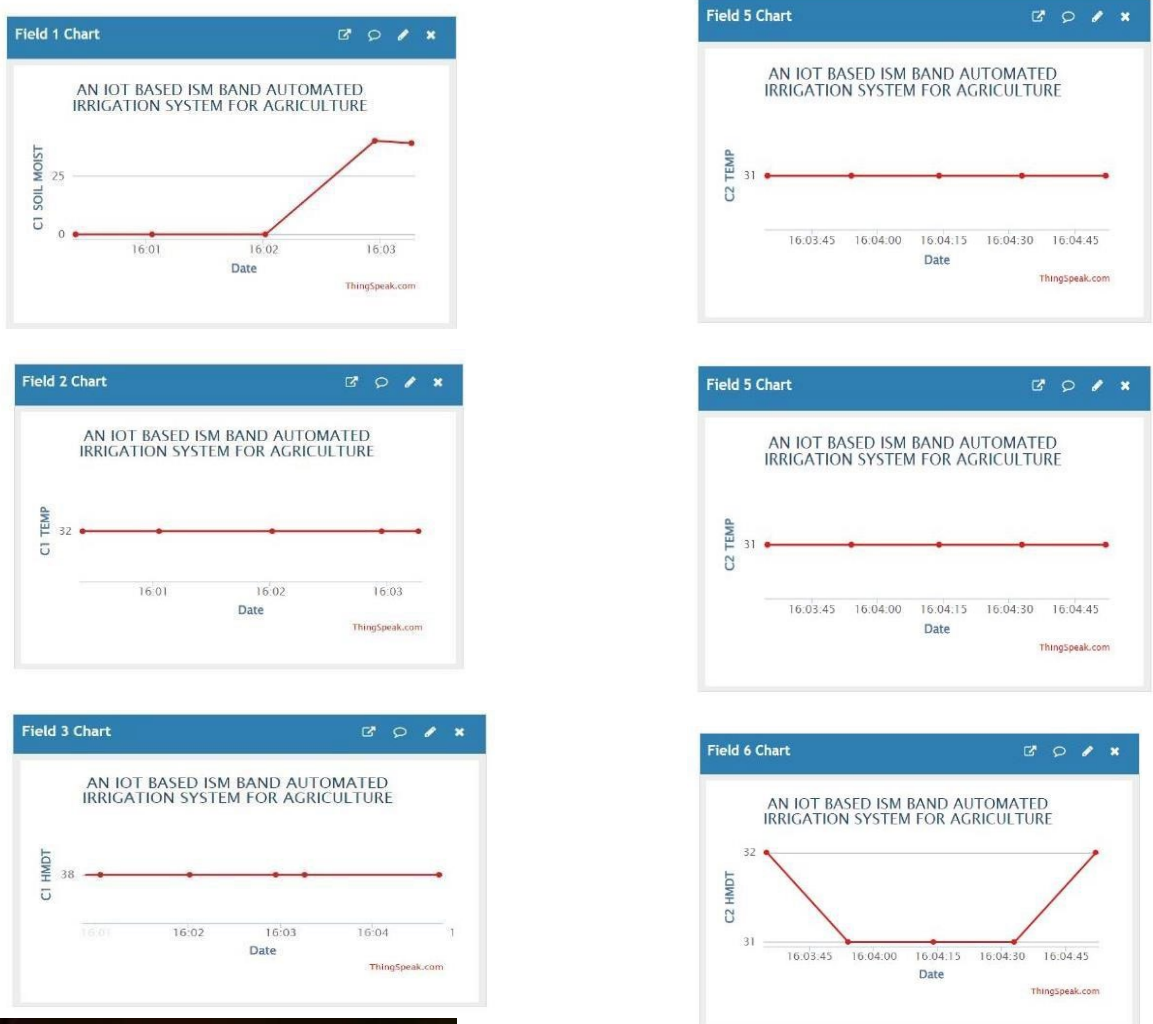 Field 1 Chart
AN IOT BASED ISM BAND AUTOMATED
IRRIGATION SYSTEM FOR AGRICULTURE
C1 SOIL MOIST
25
0
16:01 16:02 16:03
Date
ThingSpeak.com
Field 2 Chart
AN IOT BASED ISM BAND AUTOMATED
IRRIGATION SYSTEM FOR AGRICULTURE
C1 TEMP
32
16:01 16:02 16:03
Date
ThingSpeak.com
Field 3 Chart
AN IOT BASED ISM BAND AUTOMATED
IRRIGATION SYSTEM FOR AGRICULTURE
C1 HMDT
38
16:01 16:02 16:03 16:04 1
Date
ThingSpeak.com
Field 5 Chart
AN IOT BASED ISM BAND AUTOMATED
IRRIGATION SYSTEM FOR AGRICULTURE
C2 TEMP
31
16:03:45 16:04:00 16:04:15 16:04:30 16:04:45
Date
ThingSpeak.com
Field 5 Chart
AN IOT BASED ISM BAND AUTOMATED
IRRIGATION SYSTEM FOR AGRICULTURE
C2 TEMP
31
16:03:45 16:04:00 16:04:15 16:04:30 16:04:45
Date
ThingSpeak.com
Field 6 Chart
AN IOT BASED ISM BAND AUTOMATED
IRRIGATION SYSTEM FOR AGRICULTURE
32
C2 HMDT
31
16:03:45 16:04:00 16:04:15 16:04:30 16:04:45
Date
ThingSpeak.com